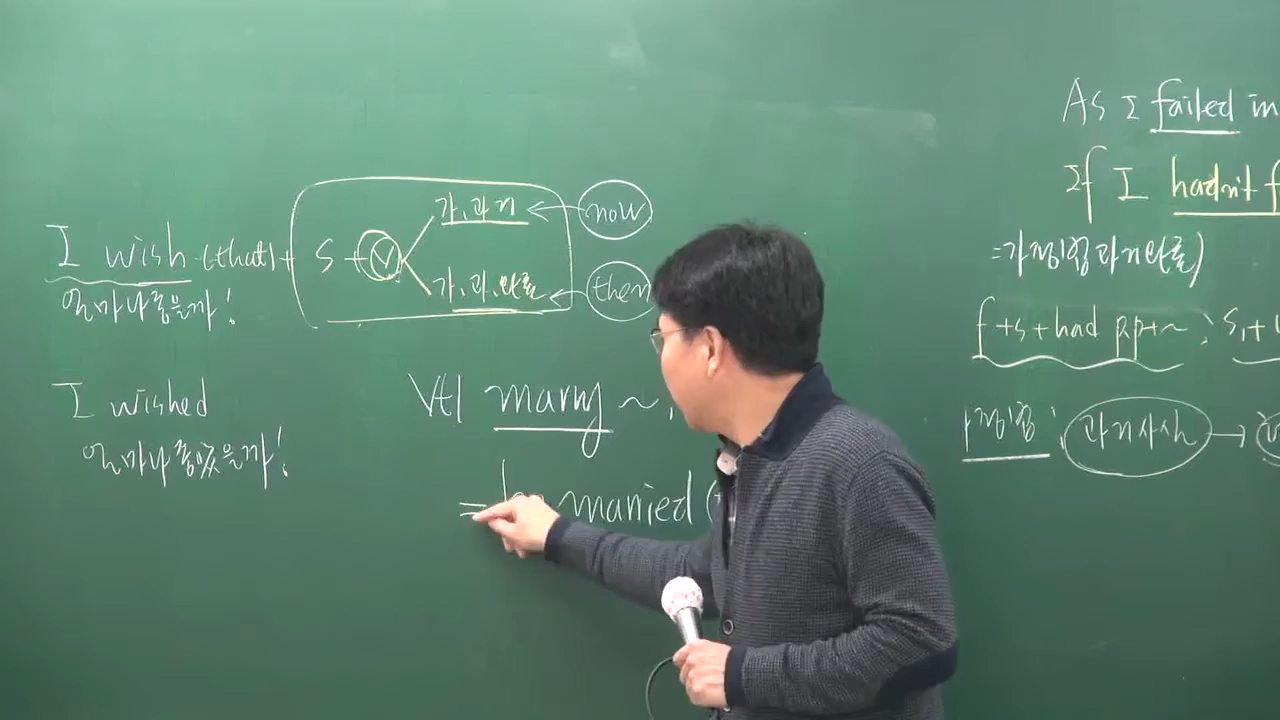 가, 과거 now
I wish (that) + S + V
가, 과, 완료 then
얼마나 좋을까!
I wished
얼마나 좋았을까!
Vt) marry ~
= be married (
As I failed in
If I hadn't f
= 가정법 과거완료)
f + s + had pp + ~ ; S, +
가정법 : 과거사실 →